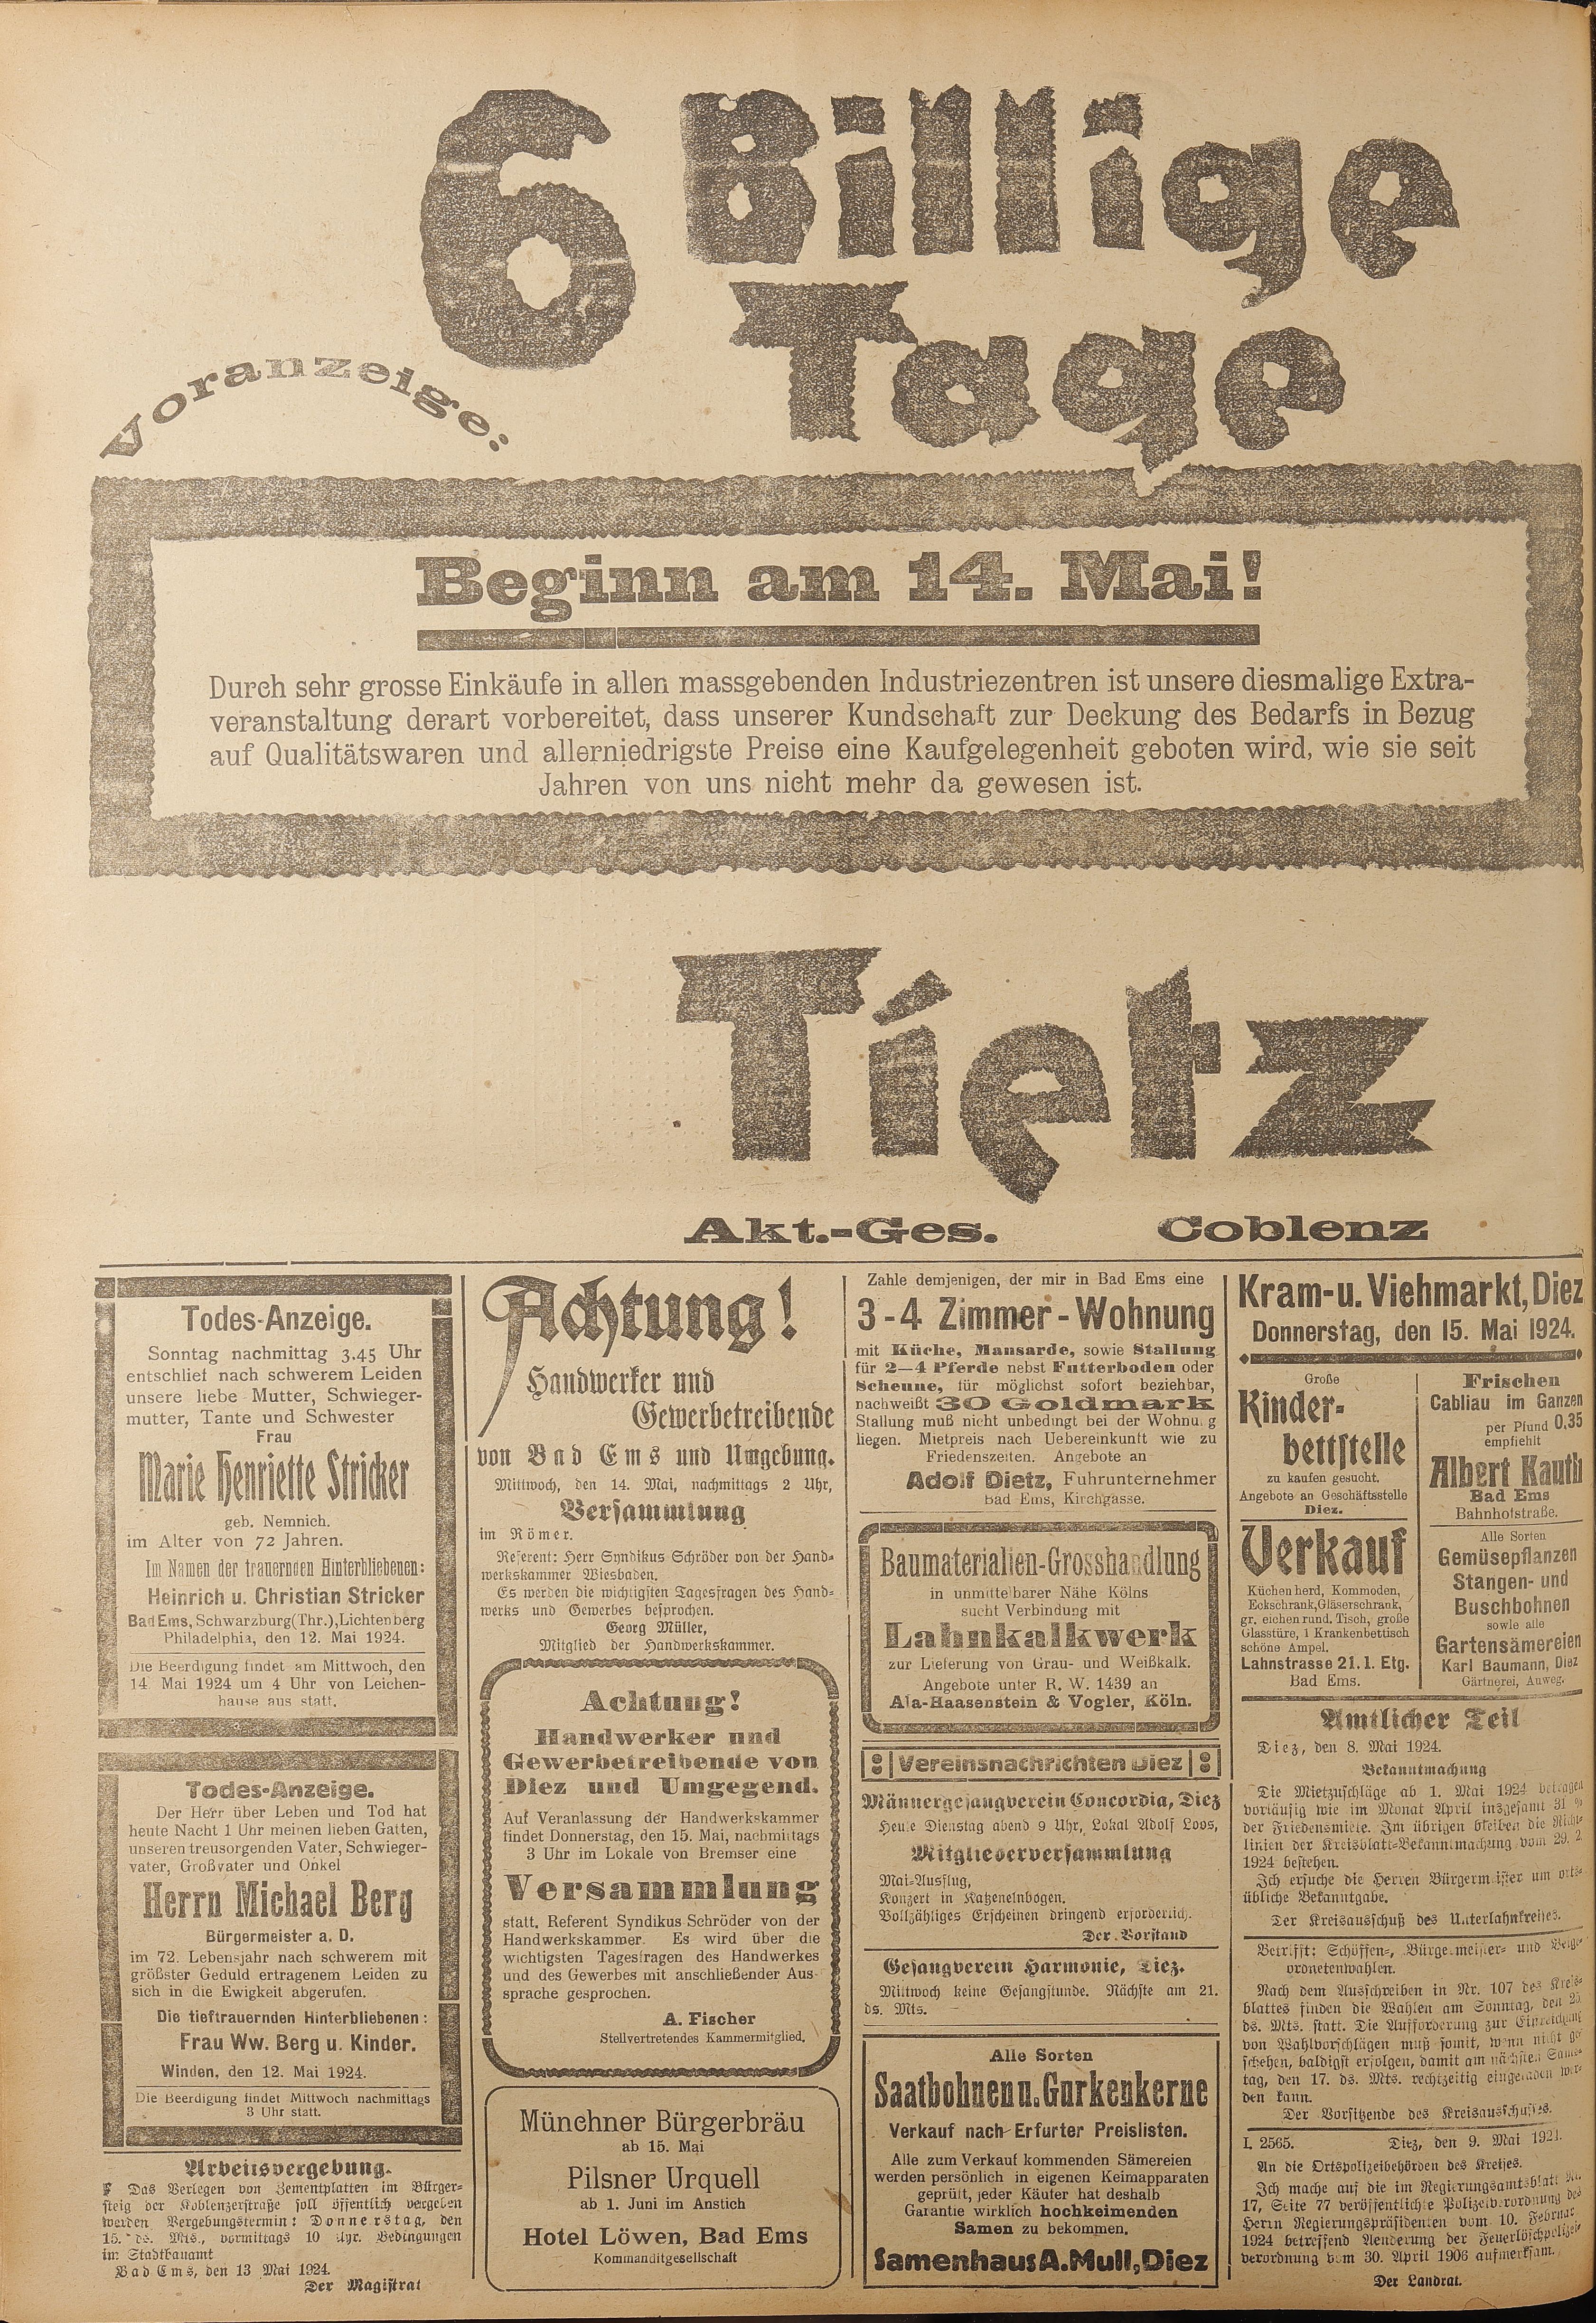 6 Billige
Tage
Voranzeige:
Beginn am 14. Mai!
Durch sehr grosse Einkäufe in allen massgebenden Industriezentren ist unsere diesmalige Extra-
veranstaltung derart vorbereitet, dass unserer Kundschaft zur Deckung des Bedarfs in Bezug
auf Qualitätswaren und allerniedrigste Preise eine Kaufgelegenheit geboten wird, wie sie seit
Jahren von uns nicht mehr da gewesen ist.
Tietz
Akt.-Ges. Coblenz
Todes-Anzeige.
Sonntag nachmittag 3.45 Uhr
entschlief nach schwerem Leiden
unsere liebe Mutter, Schwieger-
mutter, Tante und Schwester
Frau
Marie Henriette Stricker
geb. Nemnich.
im Alter von 72 Jahren.
Im Namen der trauernden Hinterbliebenen:
Heinrich u. Christian Stricker
Bad Ems, Schwarzburg (Thr.), Lichtenberg
Philadelphia, den 12. Mai 1924.
Die Beerdigung findet am Mittwoch, den
14. Mai 1924 um 4 Uhr von Leichen-
hause aus statt.
Todes-Anzeige.
Der Herr über Leben und Tod hat
heute Nacht 1 Uhr meinen lieben Gatten,
unseren treusorgenden Vater, Schwieger-
vater, Großvater und Onkel
Herrn Michael Berg
Bürgermeister a. D.
im 72. Lebensjahr nach schwerem mit
größster Geduld ertragenem Leiden zu
sich in die Ewigkeit abgerufen.
Die tieftrauernden Hinterbliebenen:
Frau Ww. Berg u. Kinder.
Winden, den 12. Mai 1924.
Die Beerdigung findet Mittwoch nachmittags
3 Uhr statt.
Arbeitsvergebung.
Das Verlegen von Zementplatten im Bürger-
steig der Koblenzerstraße soll öffentlich vergeben
werden Vergebungstermin: Donnerstag, den
15. ds. Mts., vormittags 10 Uhr. Bedingungen
im Stadtbauamt
Bad Ems, den 13 Mai 1924.
Der Magistrat
Achtung!
Handwerker und
Gewerbetreibende
von Bad Ems und Umgebung.
Mittwoch, den 14. Mai, nachmittags 2 Uhr,
Versammlung
im Römer.
Referent: Herr Syndikus Schröder von der Hand-
werkskammer Wiesbaden.
Es werden die wichtigsten Tagesfragen des Hand-
werks und Gewerbes besprochen.
Georg Müller,
Mitglied der Handwerkskammer.
Achtung!
Handwerker und
Gewerbetreibende von
Diez und Umgegend.
Auf Veranlassung der Handwerkskammer
findet Donnerstag, den 15. Mai, nachmittags
3 Uhr im Lokale von Bremser eine
Versammlung
statt. Referent Syndikus Schröder von der
Handwerkskammer. Es wird über die
wichtigsten Tagesfragen des Handwerkes
und des Gewerbes mit anschließender Aus-
sprache gesprochen.
A. Fischer
Stellvertretendes Kammermitglied.
Münchner Bürgerbräu
ab 15. Mai
Pilsner Urquell
ab 1. Juni im Anstich
Hotel Löwen, Bad Ems
Kommanditgesellschaft
Zahle demjenigen, der mir in Bad Ems eine
3-4 Zimmer-Wohnung
mit Küche, Mansarde, sowie Stallung
für 2—4 Pferde nebst Futterboden oder
Scheune, für möglichst sofort beziehbar,
nachweißt 30 Goldmark
Stallung muß nicht unbedingt bei der Wohnung
liegen. Mietpreis nach Uebereinkunft wie zu
Friedenszeiten. Angebote an
Adolf Dietz, Fuhrunternehmer
Bad Ems, Kirchgasse.
Baumaterialien-Grosshandlung
in unmittelbarer Nähe Kölns
sucht Verbindung mit
Lahnkalkwerk
zur Lieferung von Grau- und Weißkalk.
Angebote unter R. W. 1439 an
Ala-Haasenstein & Vogler, Köln.
Vereinsnachrichten Diez
Männergesangverein Concordia, Diez
Heute Dienstag abend 9 Uhr, Lokal Adolf Loos,
Mitgliederversammlung
Mai-Ausflug,
Konzert in Katzenelnbogen.
Vollzähliges Erscheinen dringend erforderlich.
Der Vorstand
Gesangverein Harmonie, Diez.
Mittwoch keine Gesangstunde. Nächste am 21.
ds. Mts.
Alle Sorten
Saatbohnen u. Gurkenkerne
Verkauf nach Erfurter Preislisten.
Alle zum Verkauf kommenden Sämereien
werden persönlich in eigenen Keimapparaten
geprüft, jeder Käufer hat deshalb
Garantie wirklich hochkeimenden
Samen zu bekommen.
Samenhaus A. Mull, Diez
Kram- u. Viehmarkt, Diez
Donnerstag, den 15. Mai 1924.
Große
Kinder-
bettstelle
zu kaufen gesucht.
Angebote an Geschäftsstelle
Diez.
Verkauf
Küchenherd, Kommoden,
Eckschrank, Gläserschrank,
gr. eichen rund. Tisch, große
Glasstüre, 1 Krankenbettisch
schöne Ampel.
Lahnstrasse 21. 1. Etg.
Bad Ems.
Frischen
Cabliau im Ganzen
per Pfund 0.35
empfiehlt
Albert Kauth
Bad Ems
Bahnhofstraße.
Alle Sorten
Gemüsepflanzen
Stangen- und
Buschbohnen
sowie alle
Gartensämereien
Karl Baumann, Diez
Gärtnerei, Auweg.
Amtlicher Teil
Diez, den 8. Mai 1924.
Bekanntmachung
Die Mietzuschläge ab 1. Mai 1924 betragen
vorläufig wie im Monat April insgesamt 31 %
der Friedensmiete. Im übrigen bleiben die Richt-
linien der Kreisblatt-Bekanntmachung vom 29. 2.
1924 bestehen.
Ich ersuche die Herren Bürgermeister um orts-
übliche Bekanntgabe.
Der Kreisausschuß des Unterlahnkreises.
Betrifft: Schöffen-, Bürgermeister- und Beige-
ordnetenwahlen.
Nach dem Ausschreiben in Nr. 107 des Kreis-
blattes finden die Wahlen am Sonntag, den 25.
ds. Mts. statt. Die Aufforderung zur Einreichung
von Wahlvorschlägen muß somit, wenn nicht ge-
schehen, baldigst erfolgen, damit am nächsten Sams-
tag, den 17. ds. Mts. rechtzeitig eingeladen wer-
den kann.
Der Vorsitzende des Kreisausschusses.
I. 2565. Diez, den 9. Mai 1924.
An die Ortspolizeibehörden des Kreises.
Ich mache auf die im Regierungsamtsblatt Nr.
17, Seite 77 veröffentlichte Polizeiverordnung des
Herrn Regierungspräsidenten vom 10. Februar
1924 betreffend Aenderung der Feuerlöschpolizei-
verordnung vom 30. April 1906 aufmerksam.
Der Landrat.